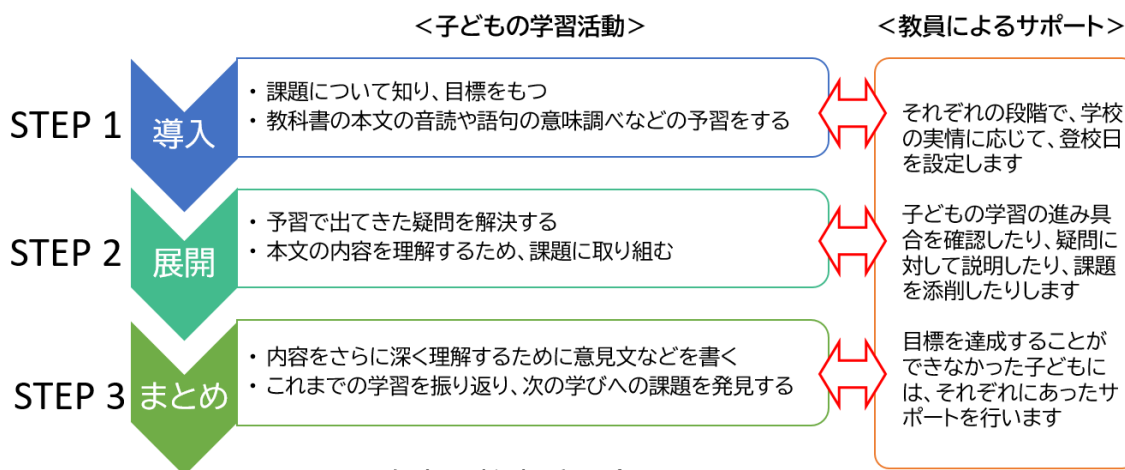 <子どもの学習活動>
<教員によるサポート>
STEP 1
導入
・課題について知り、目標をもつ
・教科書の本文の音読や語句の意味調べなどの予習をする
STEP 2
展開
・予習で出てきた疑問を解決する
・本文の内容を理解するため、課題に取り組む
STEP 3
まとめ
・内容をさらに深く理解するために意見文などを書く
・これまでの学習を振り返り、次の学びへの課題を発見する
それぞれの段階で、学校
の実情に応じて、登校日
を設定します
子どもの学習の進み具
合を確認したり、疑問に
対して説明したり、課題
を添削したりします
目標を達成することが
できなかった子どもに
は、それぞれにあったサ
ポートを行います